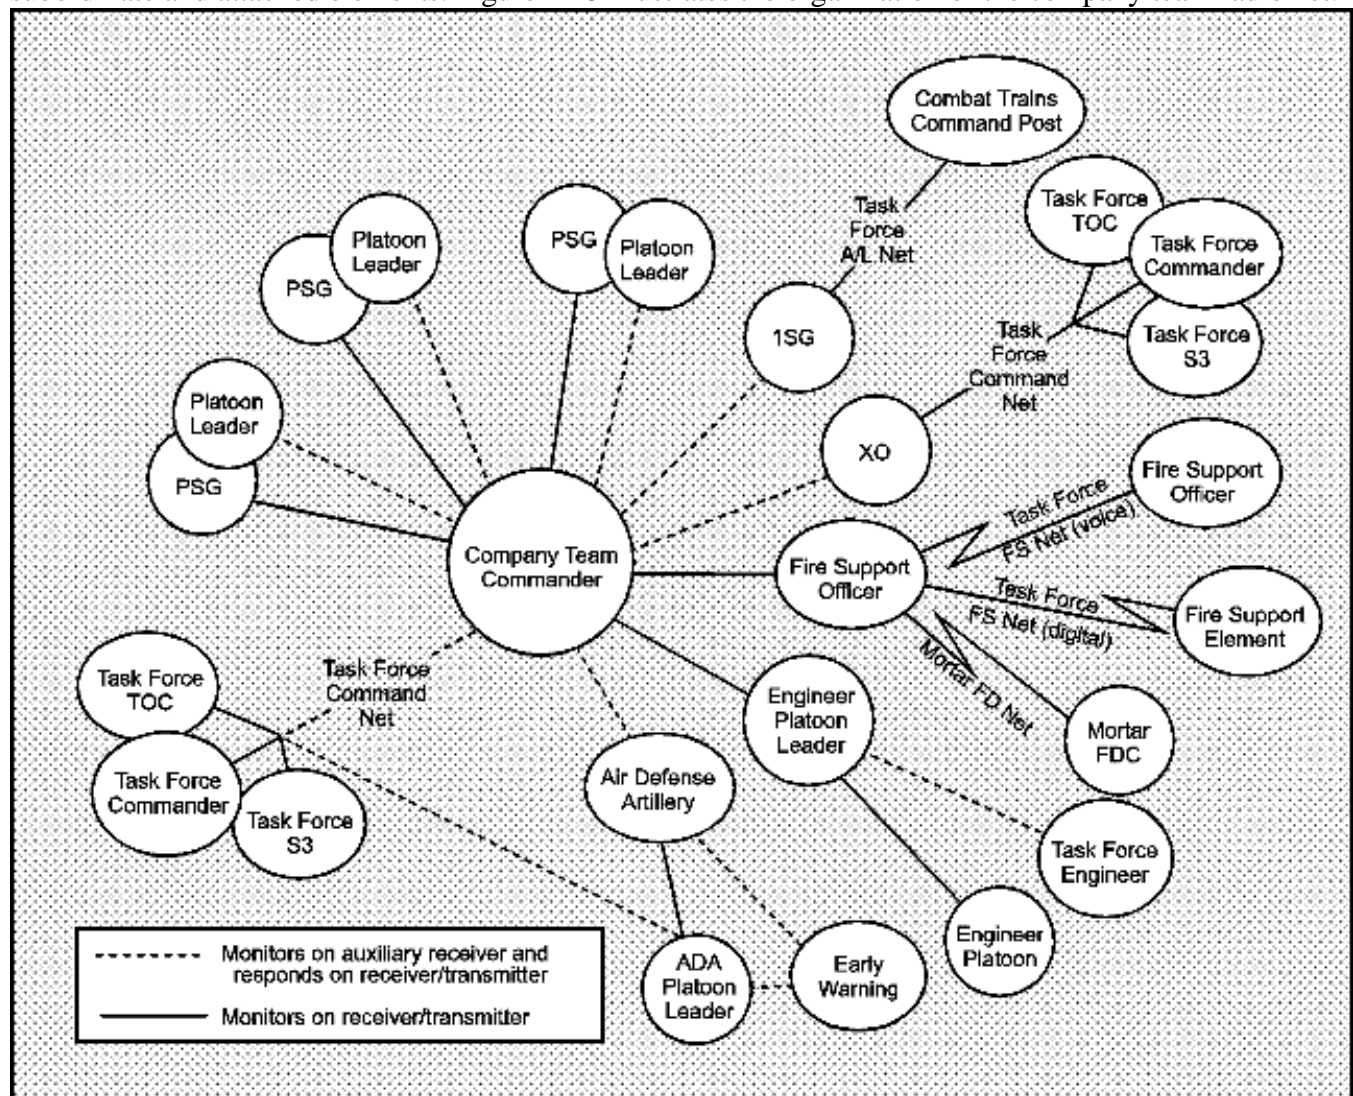 Combat Trains
Command Post
Task Force
TOC
Task Force
Commander
Task Force
S3
Task
Force
A/L Net
Task
Force
Command
Net
PSG
Platoon
Leader
PSG
Platoon
Leader
1SG
XO
Platoon
Leader
PSG
Company Team
Commander
Fire Support
Officer
Task Force
FS Net (voice)
Fire Support
Officer
Task Force
FS Net (digital)
Fire Support
Element
Mortar FD Net
Mortar
FDC
Task Force
TOC
Task Force
Commander
Task Force
S3
Task Force
Command
Net
Air Defense
Artillery
Engineer
Platoon
Leader
Task Force
Engineer
Engineer
Platoon
ADA
Platoon
Leader
Early
Warning
Monitors on auxiliary receiver and
responds on receiver/transmitter
Monitors on receiver/transmitter